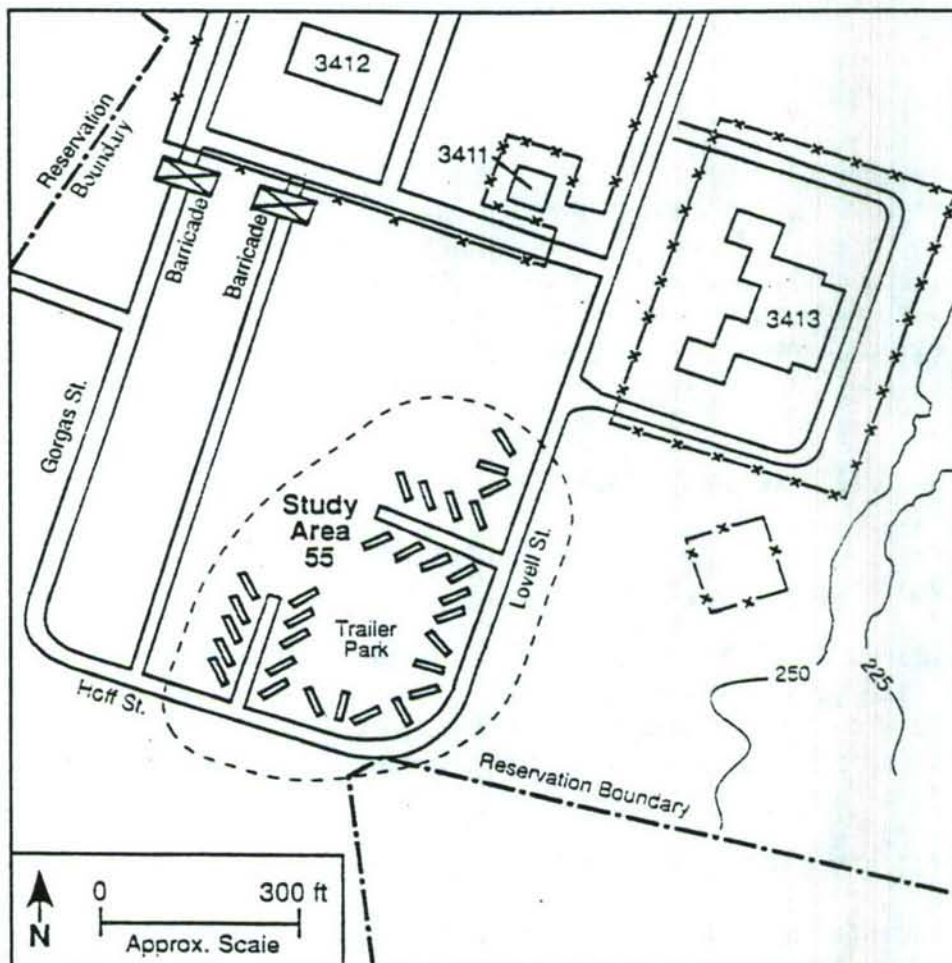 3412
Reservation
Boundary
3411
Barricade
Barricade
3413
Gorgas St.
Study
Area
55
Lovell St.
Trailer
Park
250
225
Hoff St.
Reservation Boundary
0 300 ft
N
Approx. Scale